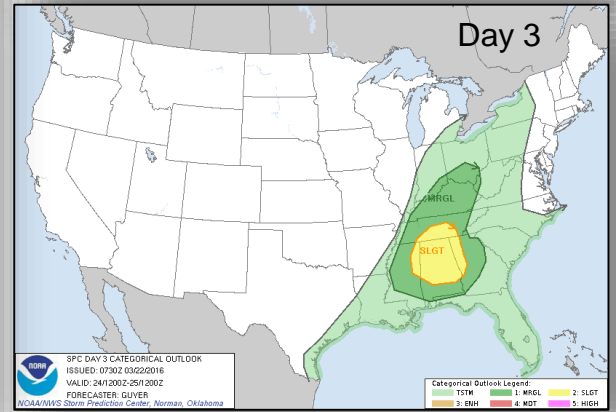 Day 3
MRGL
SLGT
NOAA
SPC DAY 3 CATEGORICAL OUTLOOK
ISSUED: 0730Z 03/22/2016
VALID: 24/1200Z-25/1200Z
FORECASTER: GUYER
NOAA/NWS Storm Prediction Center, Norman, Oklahoma
Categorical Outlook Legend:
TSTM 1: MRGL 2: SLGT
3: ENH 4: MDT 5: HIGH